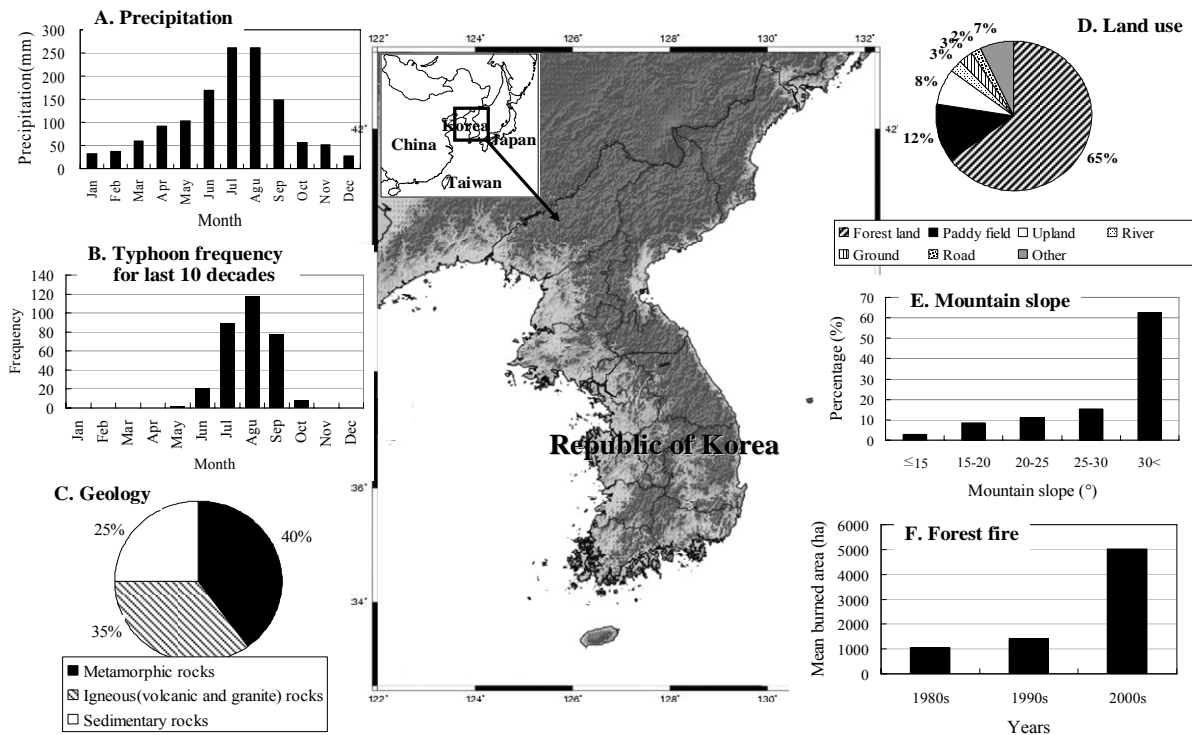 A. Precipitation
300
250
200
150
100
50
0
Precipitation(mm)
Jan Feb Mar Apr May Jun Jul Agu Sep Oct Nov Dec
Month
B. Typhoon frequency
for last 10 decades
140
120
100
80
60
40
20
0
Frequency
Jan Feb Mar Apr May Jun Jul Agu Sep Oct Nov Dec
Month
C. Geology
25%
40%
35%
Metamorphic rocks
Igneous(volcanic and granite) rocks
Sedimentary rocks
122° 124° 126° 128° 130° 132°
42°
42°
Korea
Japan
China
Taiwan
Republic of Korea
36°
34°
122° 124° 126° 128° 130°
D. Land use
2% 7%
3%
3%
8%
12%
65%
Forest land Paddy field Upland River
Ground Road Other
E. Mountain slope
70
60
50
40
30
20
10
0
Percentage (%)
≤15 15-20 20-25 25-30 30<
Mountain slope (°)
F. Forest fire
6000
5000
4000
3000
2000
1000
0
Mean burned area (ha)
1980s 1990s 2000s
Years